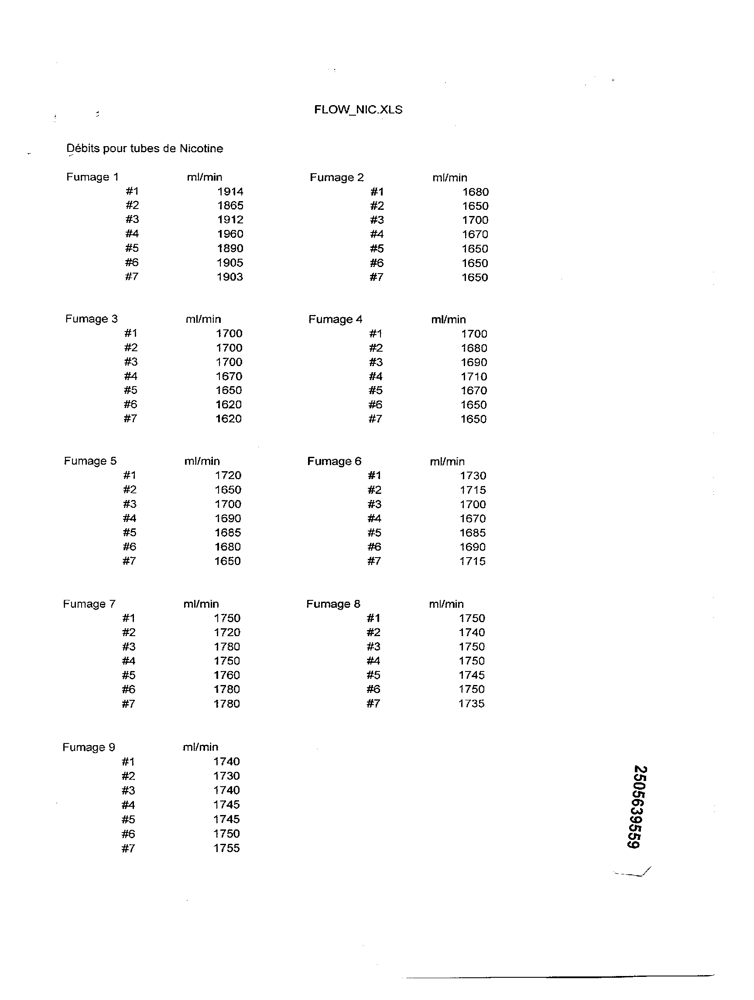 FLOW_NIC.XLS
Débits pour tubes de Nicotine
Fumage 1 ml/min Fumage 2 ml/min
#1 1914 #1 1680
#2 1865 #2 1650
#3 1912 #3 1700
#4 1960 #4 1670
#5 1890 #5 1650
#6 1905 #6 1650
#7 1903 #7 1650
Fumage 3 ml/min Fumage 4 ml/min
#1 1700 #1 1700
#2 1700 #2 1680
#3 1700 #3 1690
#4 1670 #4 1710
#5 1650 #5 1670
#6 1620 #6 1650
#7 1620 #7 1650
Fumage 5 ml/min Fumage 6 ml/min
#1 1720 #1 1730
#2 1650 #2 1715
#3 1700 #3 1700
#4 1690 #4 1670
#5 1685 #5 1685
#6 1680 #6 1690
#7 1650 #7 1715
Fumage 7 ml/min Fumage 8 ml/min
#1 1750 #1 1750
#2 1720 #2 1740
#3 1780 #3 1750
#4 1750 #4 1750
#5 1760 #5 1745
#6 1780 #6 1750
#7 1780 #7 1735
Fumage 9 ml/min
#1 1740
#2 1730
#3 1740
#4 1745
#5 1745
#6 1750
#7 1755
2505639559